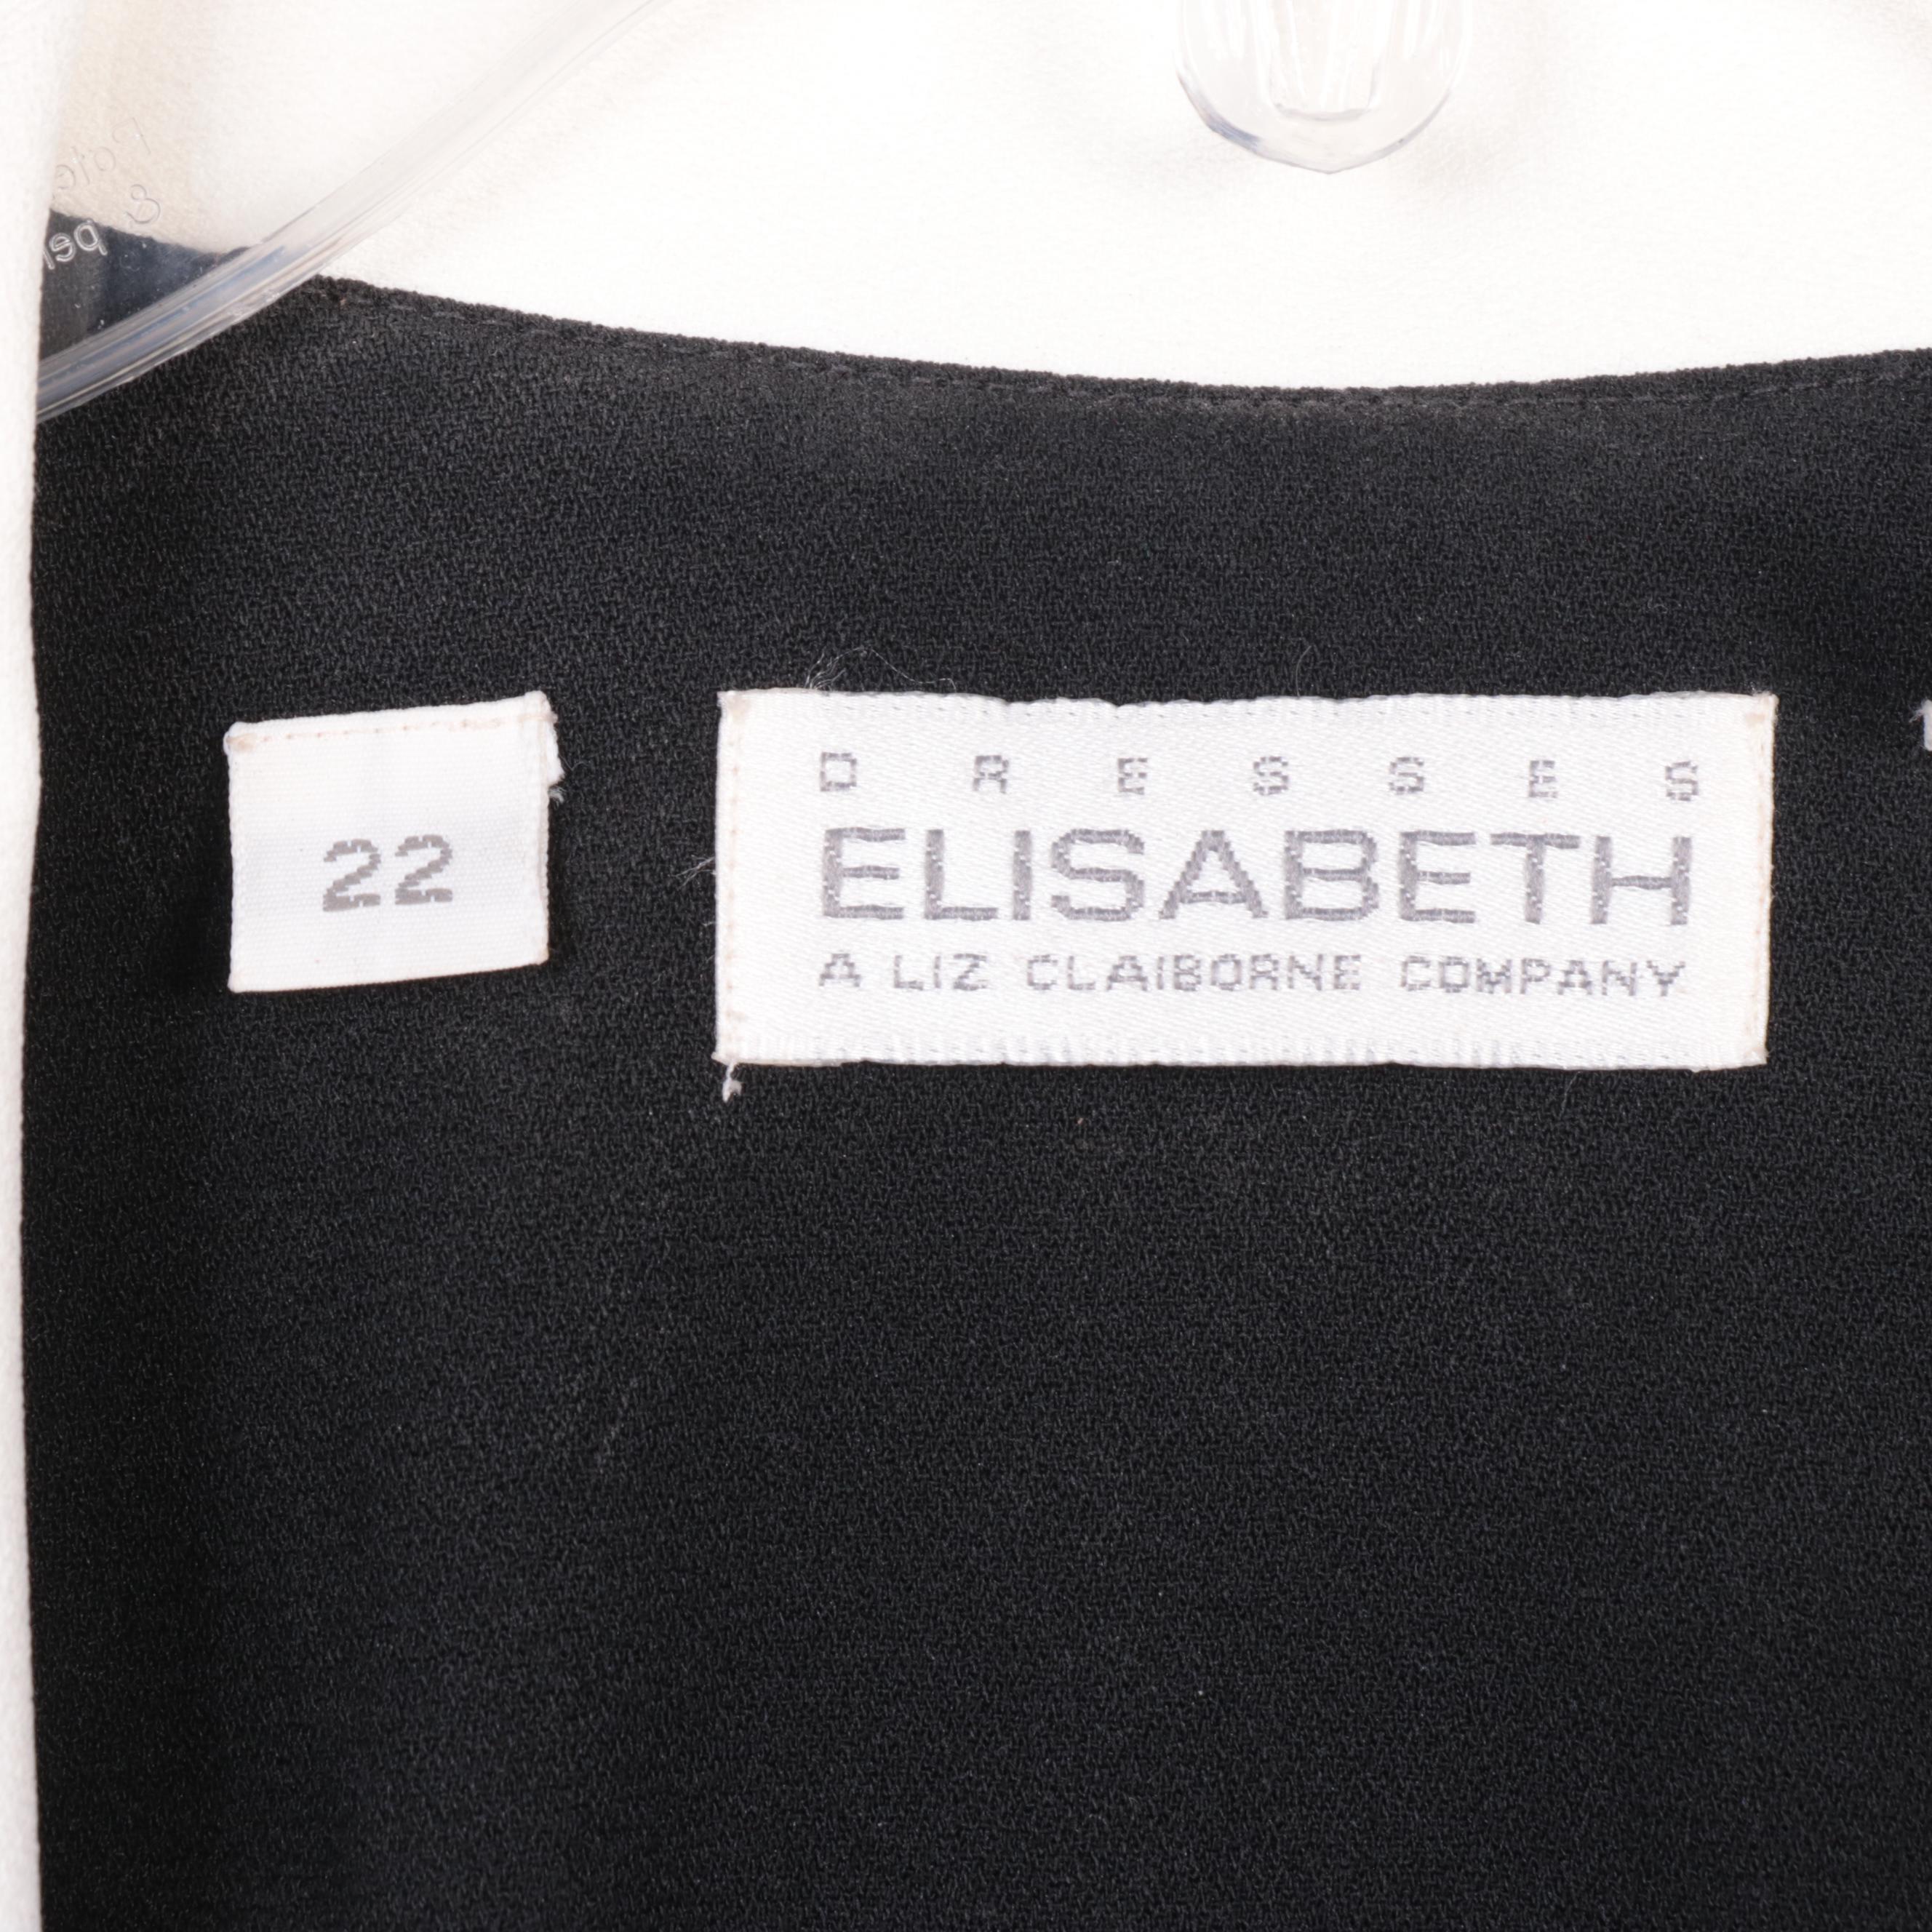 22
DRESSES
ELISABETH
A LIZ CLAIBORNE COMPANY